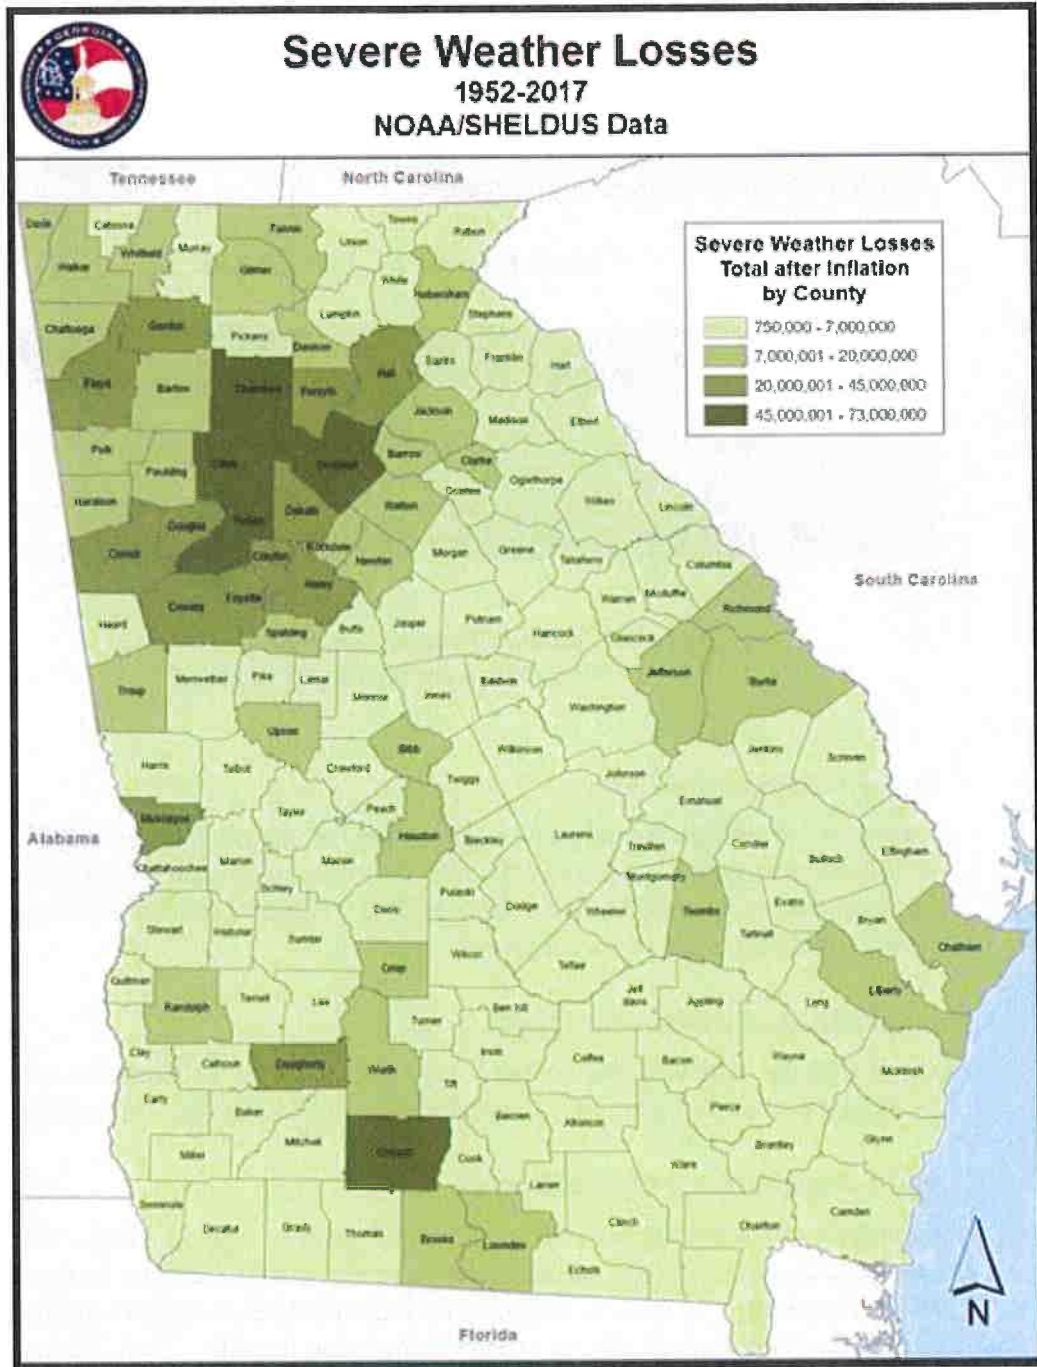 Severe Weather Losses
1952-2017
NOAA/SHELDUS Data
GEORGIA
Tennessee
North Carolina
South Carolina
Alabama
Florida
Severe Weather Losses
Total after Inflation
by County
750,000 - 7,000,000
7,000,001 - 20,000,000
20,000,001 - 45,000,000
45,000,001 - 73,000,000
Dade
Catoosa
Whitfield
Murray
Fannin
Union
Towns
Rabun
Walker
Gilmer
White
Habersham
Lumpkin
Stephens
Chattooga
Gordon
Pickens
Dawson
Banks
Franklin
Hart
Floyd
Bartow
Cherokee
Forsyth
Hall
Jackson
Madison
Elbert
Polk
Paulding
Cobb
Gwinnett
Barrow
Clarke
Oconee
Oglethorpe
Wilkes
Lincoln
Haralson
Douglas
Fulton
Dekalb
Walton
Carroll
Clayton
Rockdale
Newton
Morgan
Greene
Taliaferro
Columbia
Warren
McDuffie
Heard
Coweta
Fayette
Henry
Spalding
Butts
Jasper
Putnam
Hancock
Glascock
Richmond
Troup
Meriwether
Pike
Lamar
Monroe
Jones
Baldwin
Washington
Jefferson
Burke
Upson
Bibb
Wilkinson
Harris
Talbot
Crawford
Twiggs
Johnson
Jenkins
Screven
Muscogee
Taylor
Peach
Houston
Bleckley
Laurens
Emanuel
Treutlen
Candler
Bulloch
Effingham
Chattahoochee
Marion
Macon
Schley
Pulaski
Montgomery
Dooly
Dodge
Wheeler
Toombs
Evans
Tattnall
Bryan
Chatham
Stewart
Webster
Sumter
Crisp
Wilcox
Telfair
Liberty
Quitman
Randolph
Terrell
Lee
Turner
Ben Hill
Jeff
Davis
Appling
Long
Clay
Calhoun
Dougherty
Worth
Tift
Irwin
Coffee
Bacon
Wayne
McIntosh
Early
Baker
Mitchell
Berrien
Atkinson
Pierce
Brantley
Glynn
Miller
Colquitt
Cook
Lanier
Ware
Seminole
Decatur
Grady
Thomas
Brooks
Lowndes
Clinch
Charlton
Camden
Echols
N